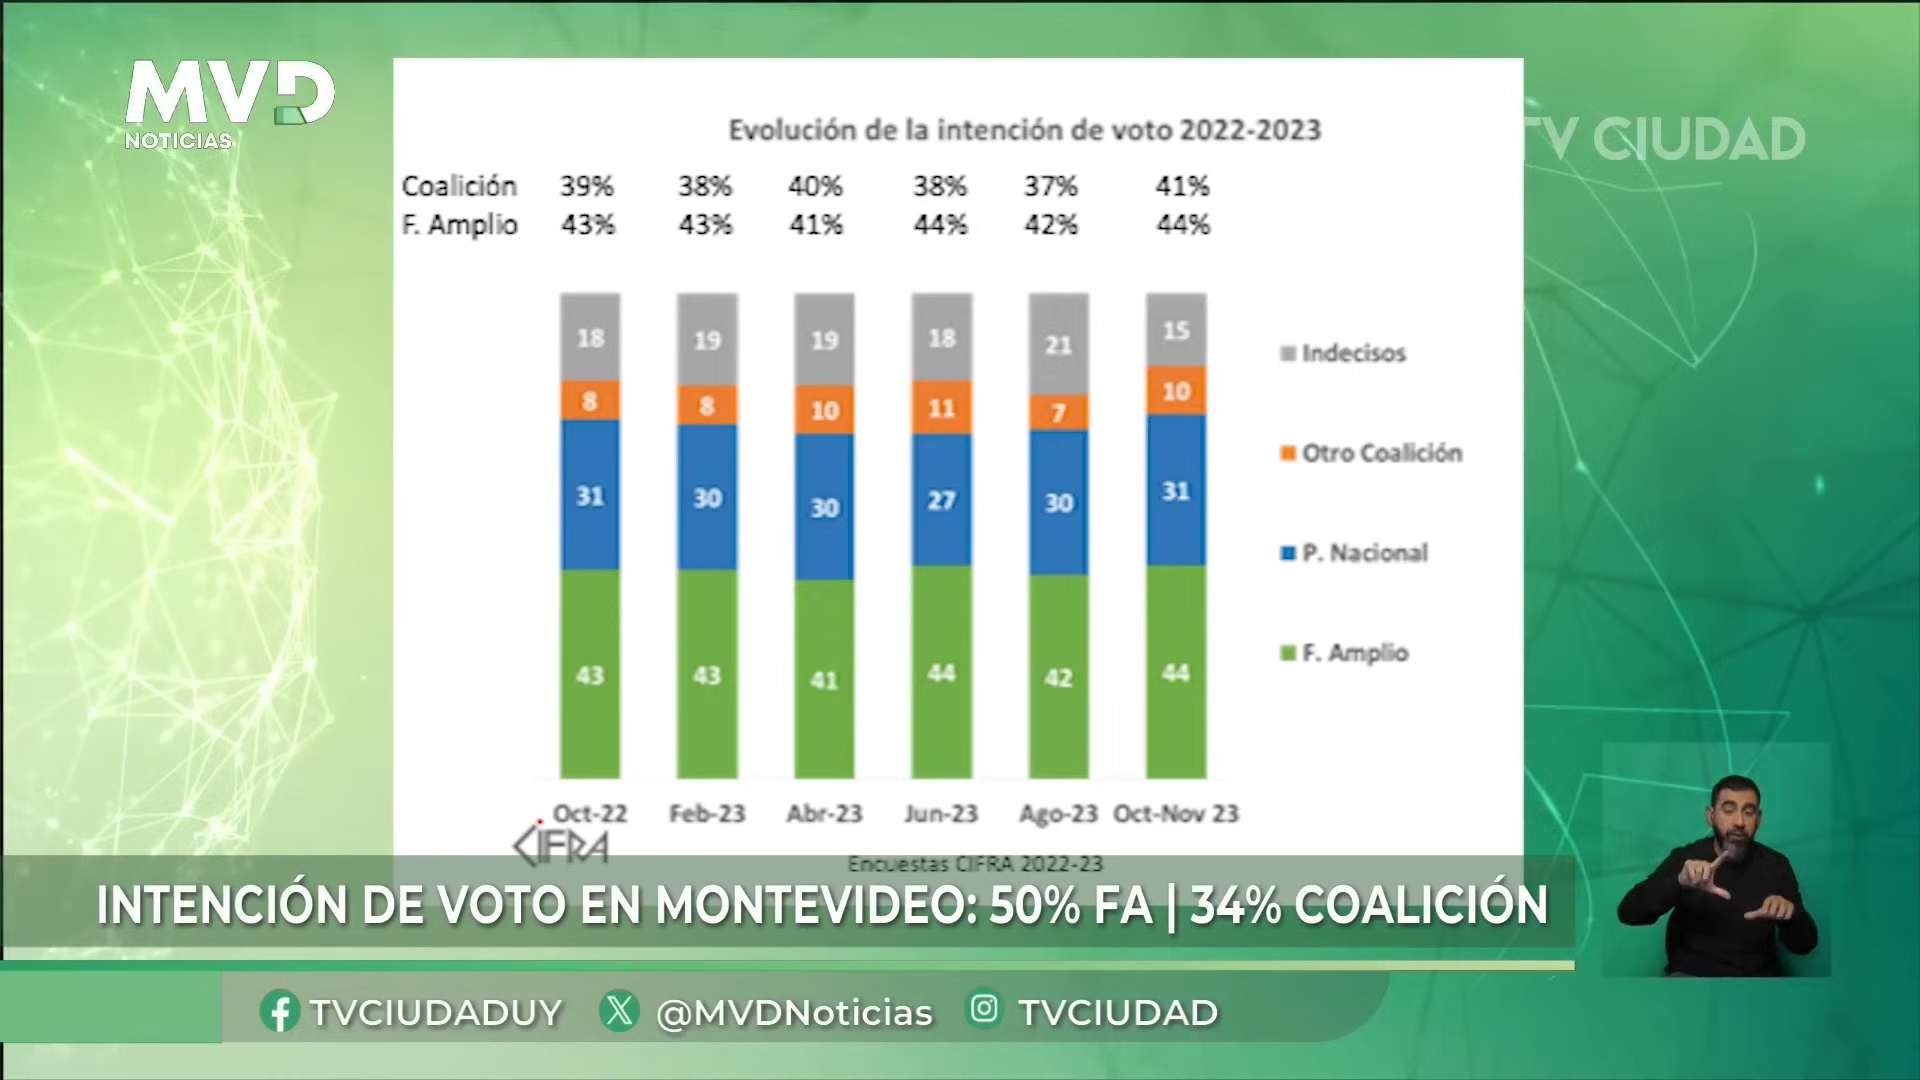 MVD
NOTICIAS
TV CIUDAD
Evolución de la intención de voto 2022-2023
Coalición 39% 38% 40% 38% 37% 41%
F. Amplio 43% 43% 41% 44% 42% 44%
18 19 19 18 21 15
8 8 10 11 7 10
31 30 30 27 30 31
43 43 41 44 42 44
Indecisos
Otro Coalición
P. Nacional
F. Amplio
Oct-22 Feb-23 Abr-23 Jun-23 Ago-23 Oct-Nov 23
CIFRA
Encuestas CIFRA 2022-23
INTENCIÓN DE VOTO EN MONTEVIDEO: 50% FA | 34% COALICIÓN
TVCIUDADUY @MVDNoticias TVCIUDAD